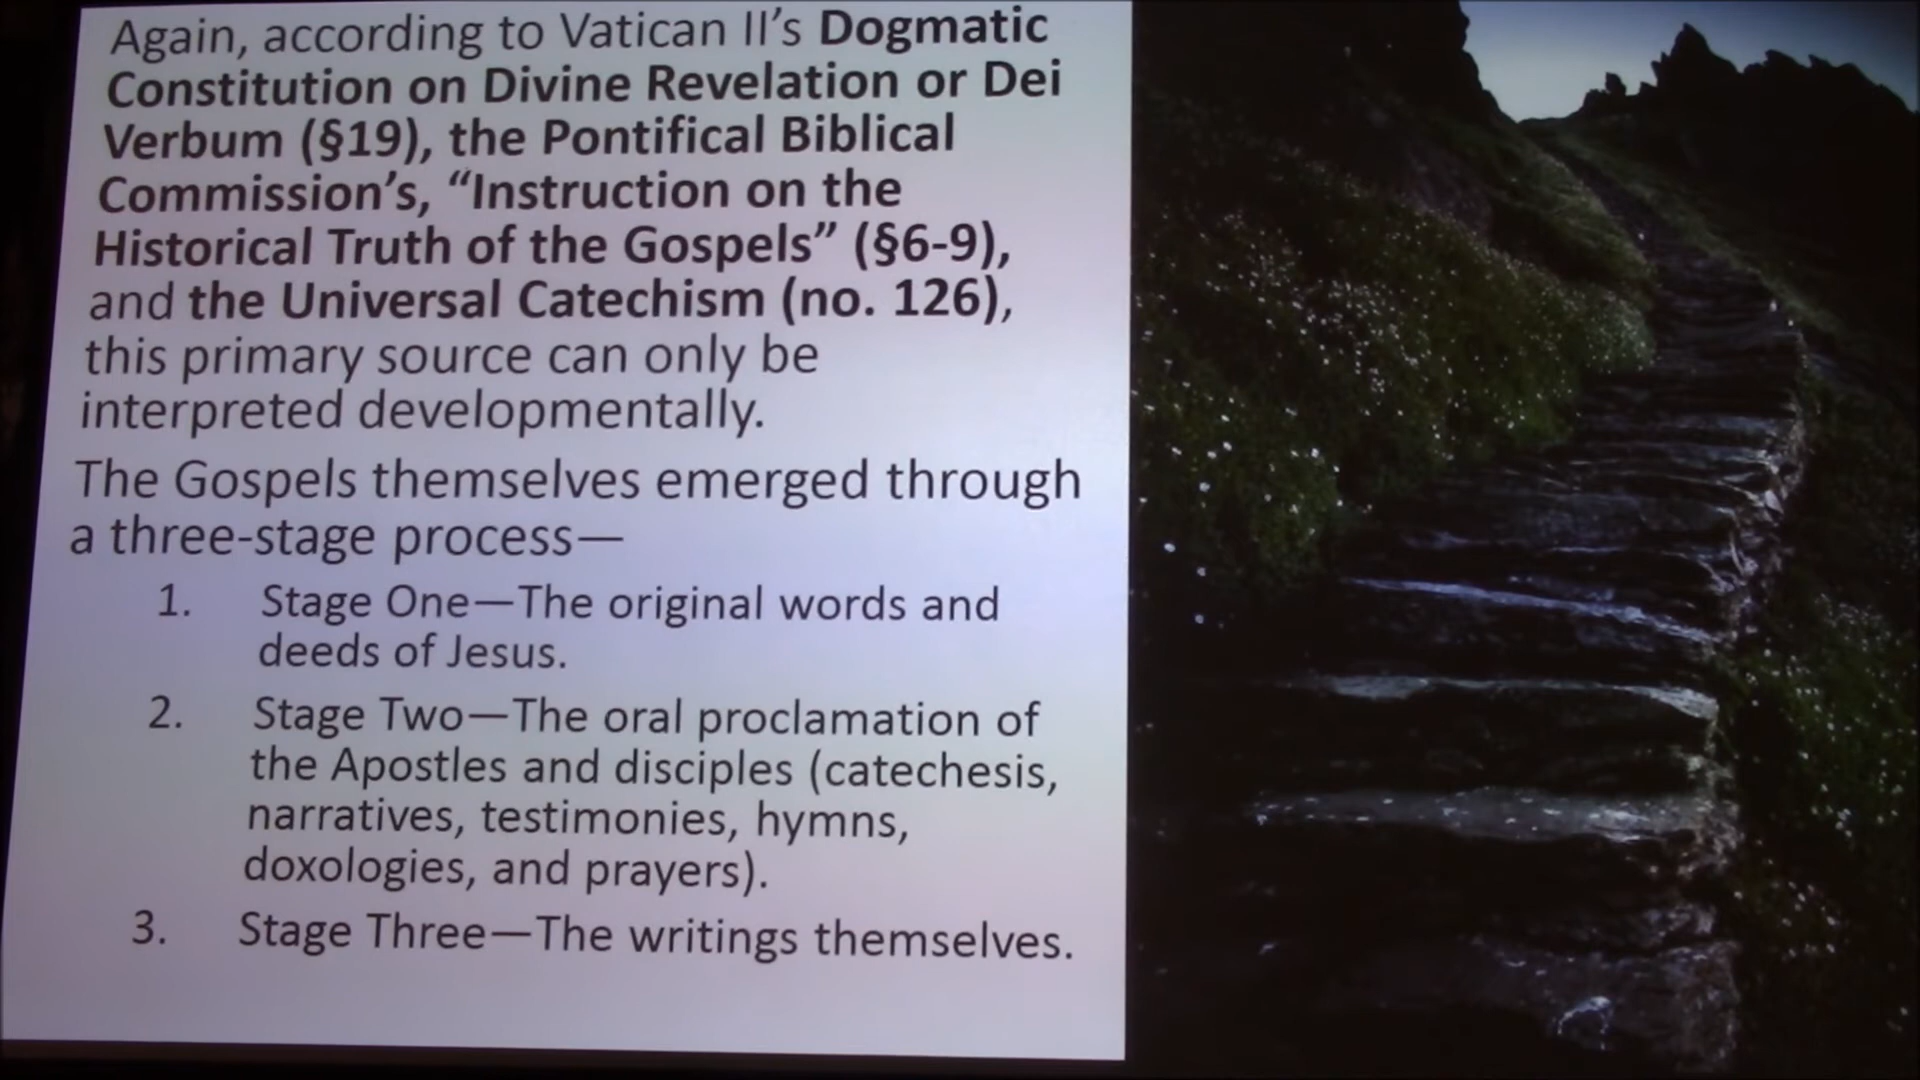 Again, according to Vatican II’s Dogmatic
Constitution on Divine Revelation or Dei
Verbum (§19), the Pontifical Biblical
Commission’s, “Instruction on the
Historical Truth of the Gospels” (§6-9),
and the Universal Catechism (no. 126),
this primary source can only be
interpreted developmentally.
The Gospels themselves emerged through
a three-stage process—
1. Stage One—The original words and
deeds of Jesus.
2. Stage Two—The oral proclamation of
the Apostles and disciples (catechesis,
narratives, testimonies, hymns,
doxologies, and prayers).
3. Stage Three—The writings themselves.